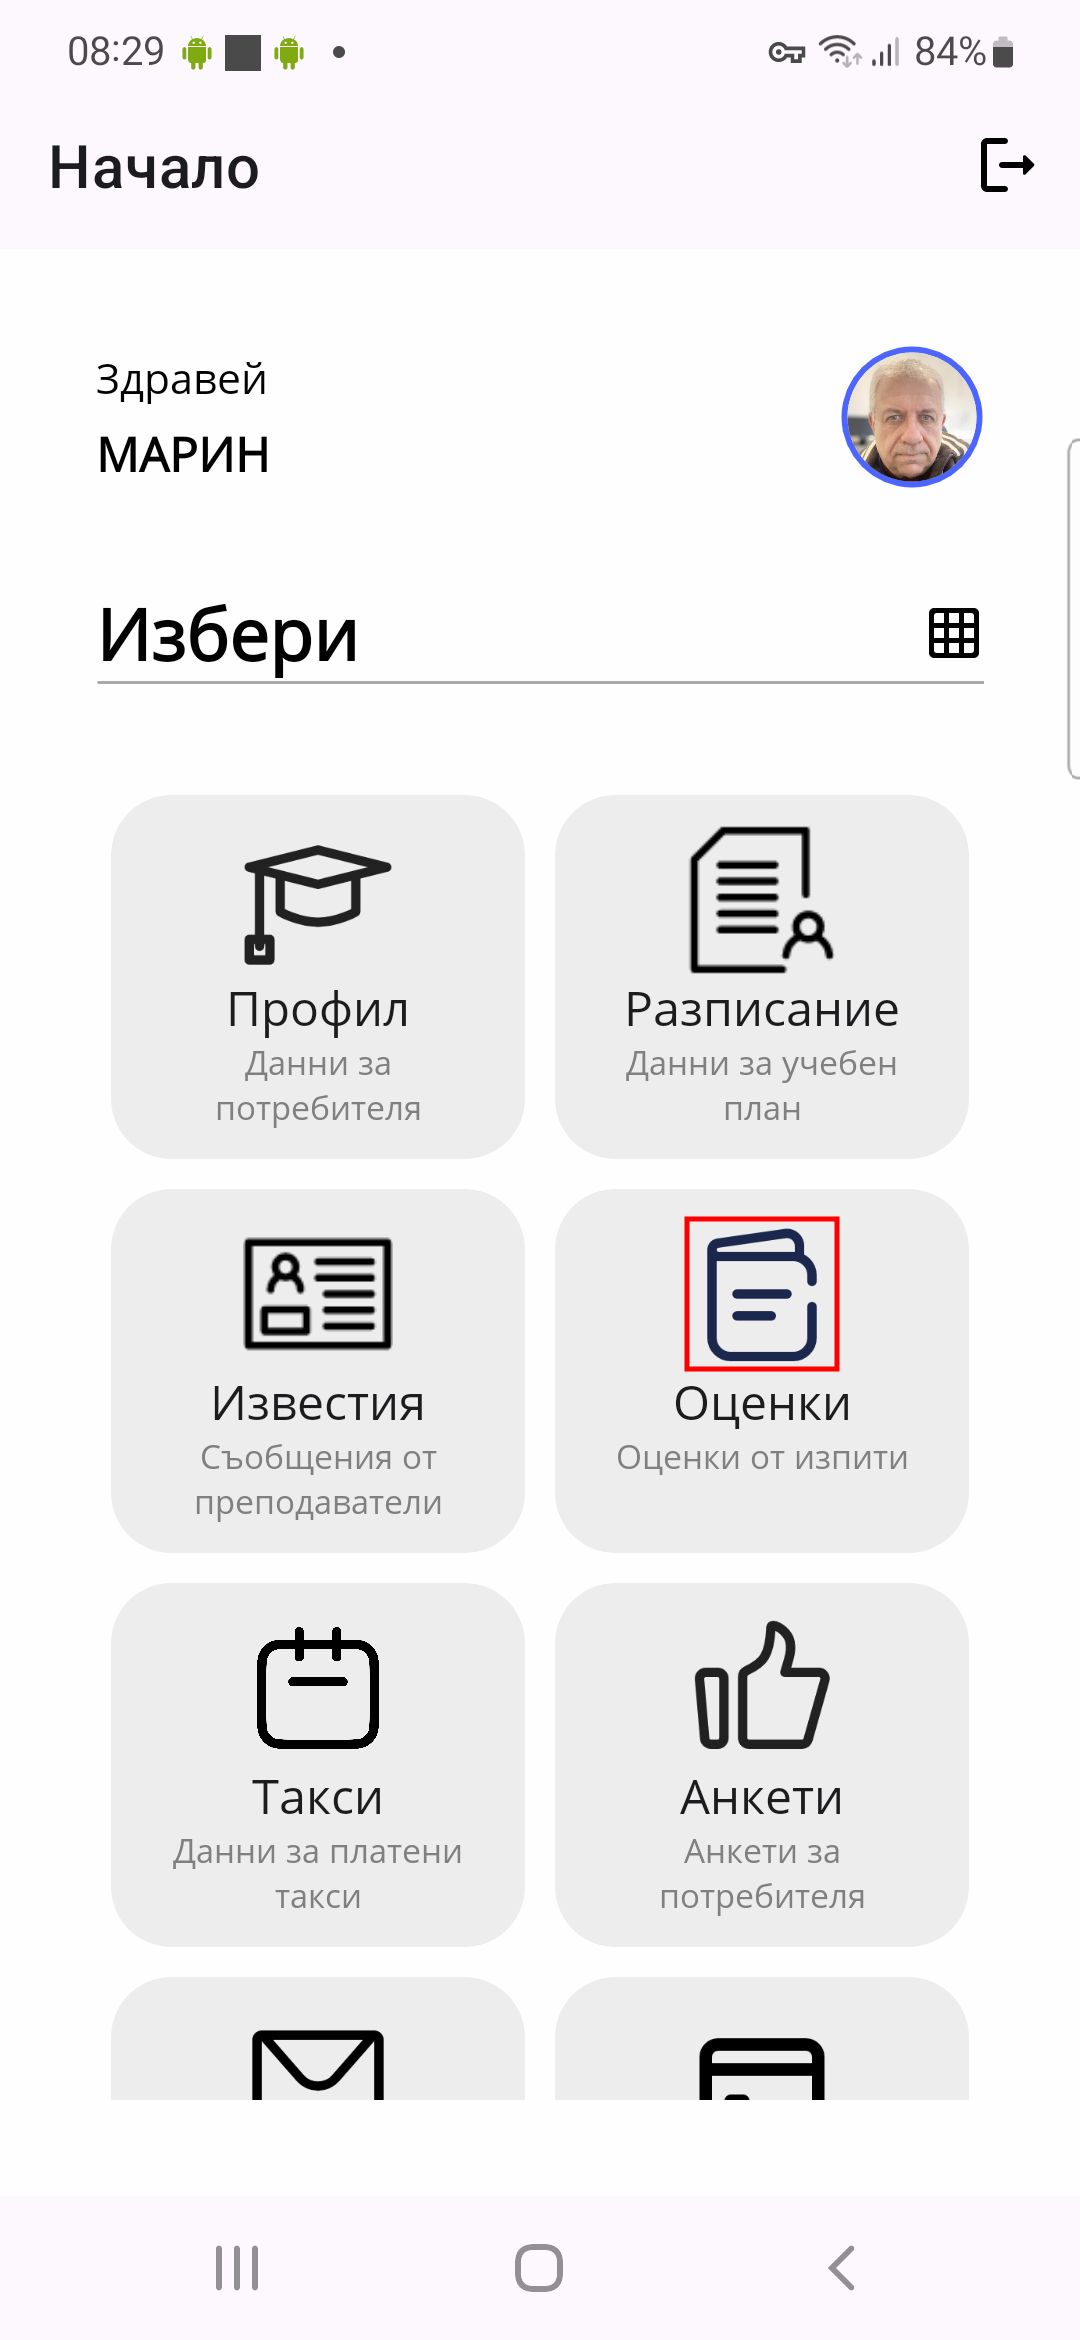 08:29
84%
Начало
Здравей
МАРИН
Избери
Профил
Данни за
потребителя
Разписание
Данни за учебен
план
Известия
Съобщения от
преподаватели
Оценки
Оценки от изпити
Такси
Данни за платени
такси
Анкети
Анкети за
потребителя